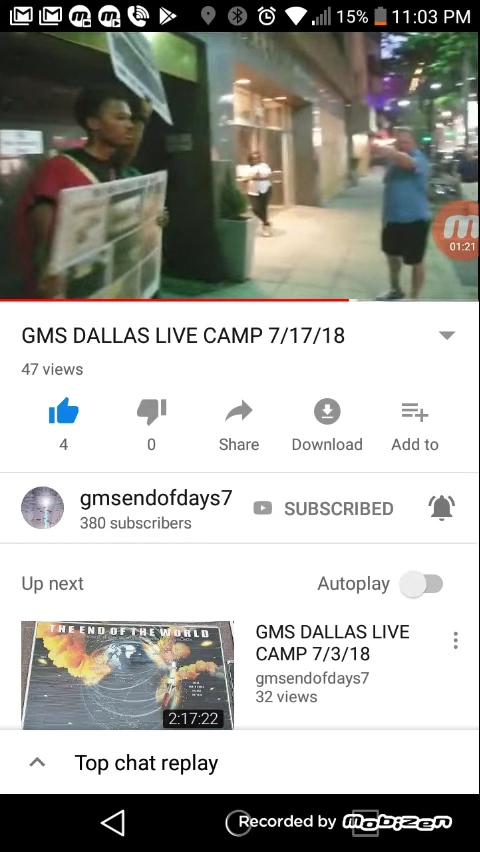 15% 11:03 PM
01:21
GMS DALLAS LIVE CAMP 7/17/18
47 views
4
0
Share
Download
Add to
gmsendofdays7
380 subscribers
SUBSCRIBED
Up next
Autoplay
THE END OF THE WORLD
2:17:22
GMS DALLAS LIVE
CAMP 7/3/18
gmsendofdays7
32 views
Top chat replay
Recorded by mobizen